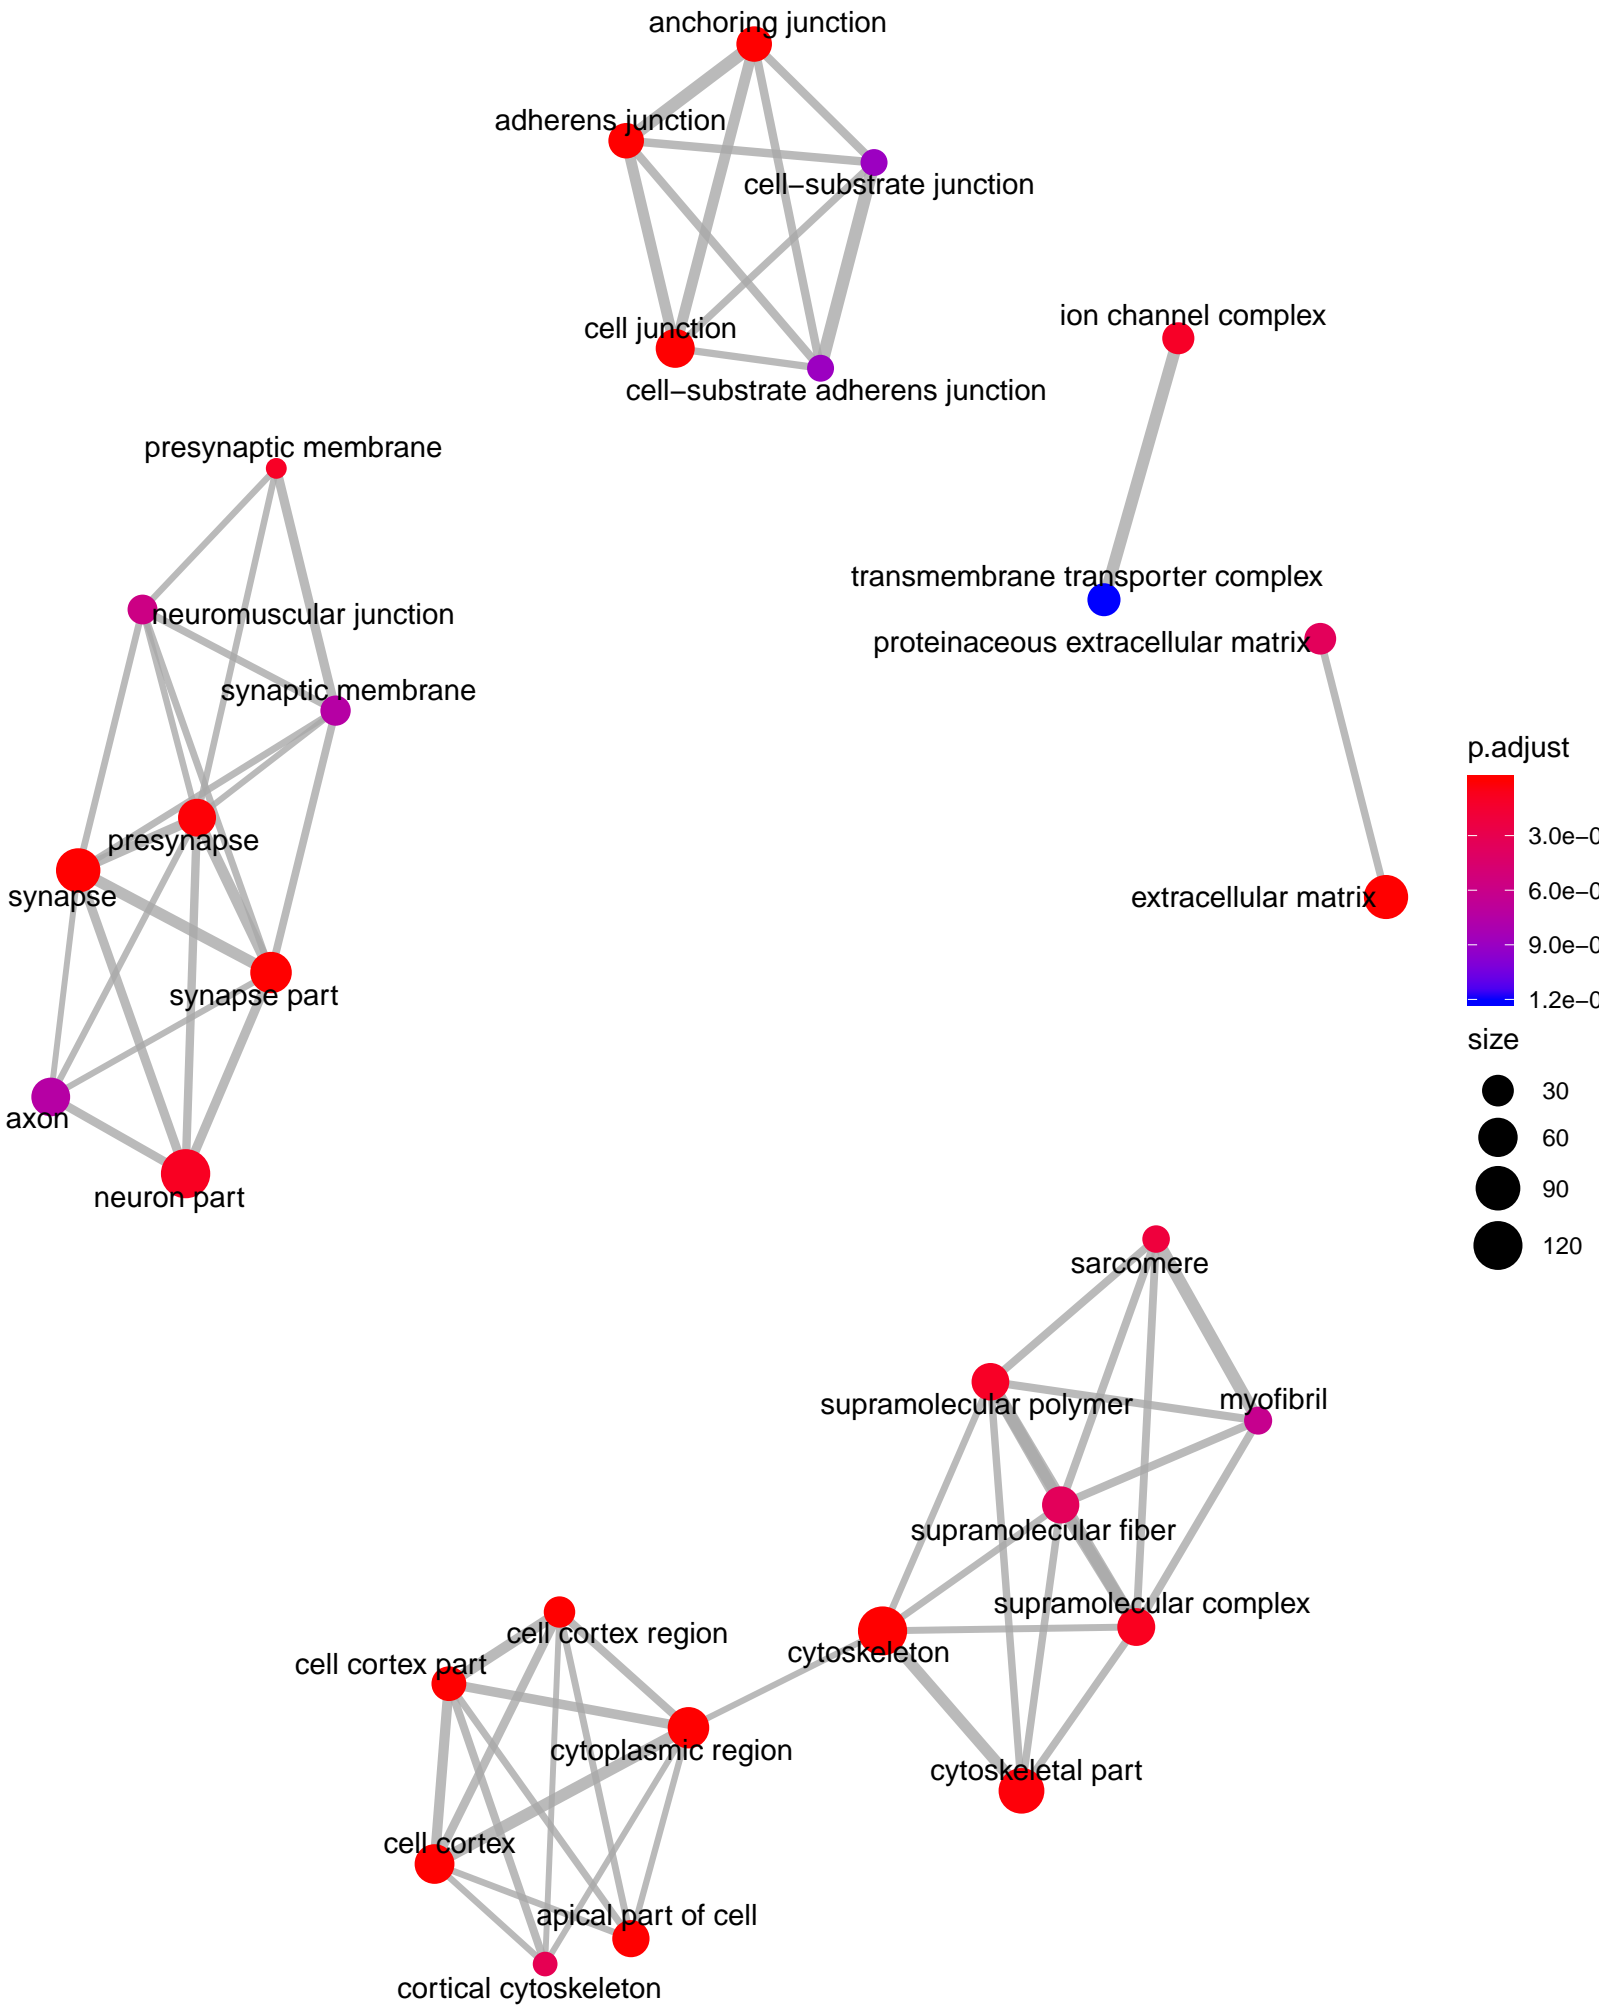 anchoring junction
adherens junction
cell−substrate junction
ion channel complex
cell junction
cell−substrate adherens junction
presynaptic membrane
transmembrane transporter complex
neuromuscular junction
proteinaceous extracellular matrix
synaptic membrane
p.adjust
3.0e−0
6.0e−0
9.0e−0
1.2e−0
presynapse
synapse
extracellular matrix
synapse part
size
30
60
90
120
axon
neuron part
sarcomere
myofibril
supramolecular polymer
supramolecular fiber
supramolecular complex
cell cortex region
cytoskeleton
cell cortex part
cytoplasmic region
cytoskeletal part
cell cortex
apical part of cell
cortical cytoskeleton